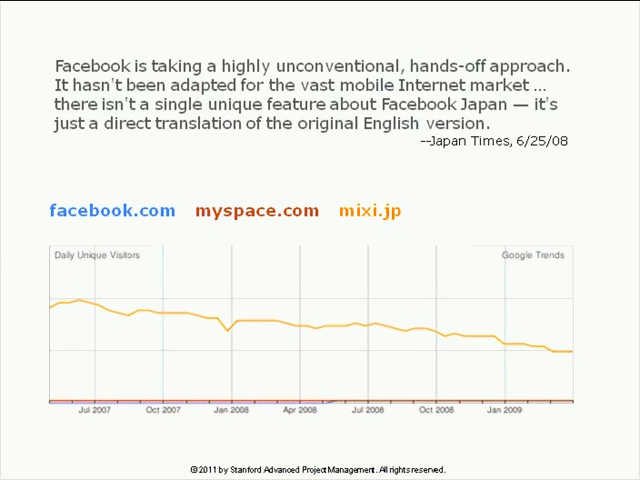 Facebook is taking a highly unconventional, hands-off approach.
It hasn't been adapted for the vast mobile Internet market ...
there isn't a single unique feature about Facebook Japan — it's
just a direct translation of the original English version.
--Japan Times, 6/25/08
facebook.com myspace.com mixi.jp
Daily Unique Visitors Google Trends
Jul 2007 Oct 2007 Jan 2008 Apr 2008 Jul 2008 Oct 2008 Jan 2009
© 2011 by Stanford Advanced Project Management. All rights reserved.